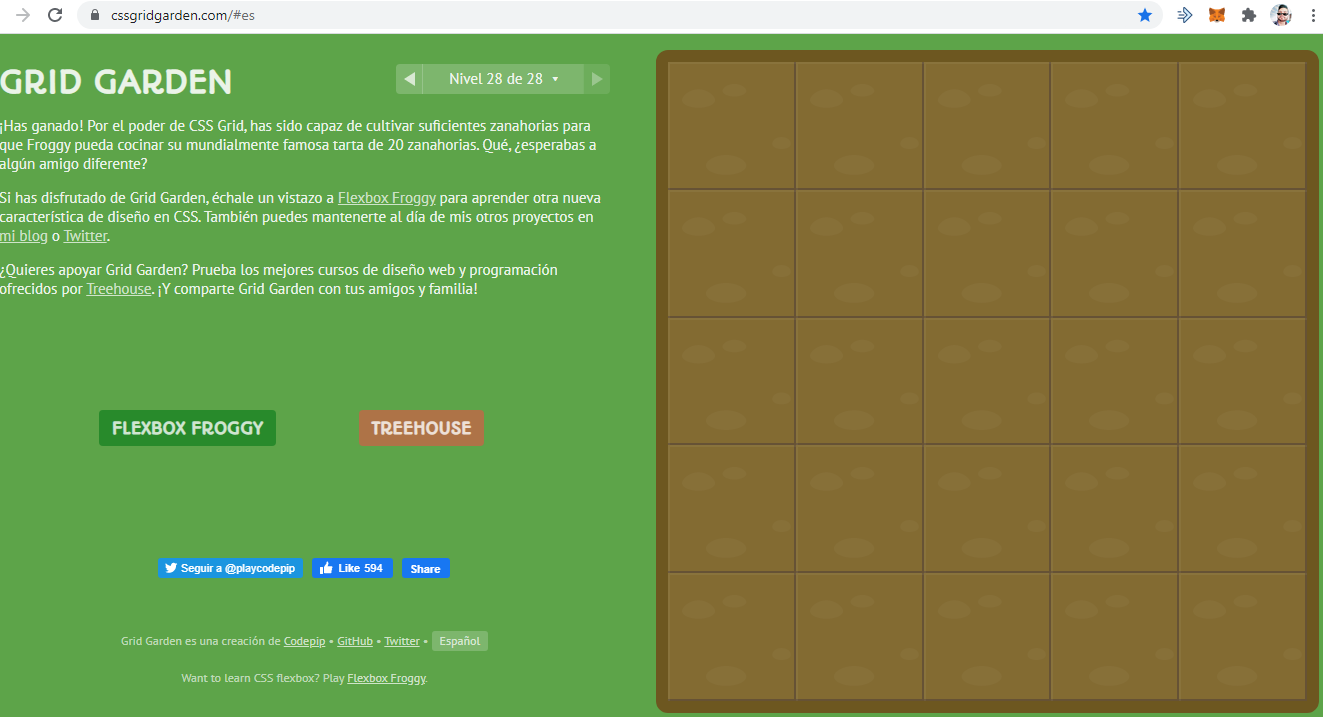 cssgridgarden.com/#es
GRID GARDEN
Nivel 28 de 28
¡Has ganado! Por el poder de CSS Grid, has sido capaz de cultivar suficientes zanahorias para
que Froggy pueda cocinar su mundialmente famosa tarta de 20 zanahorias. Qué, ¿esperabas a
algún amigo diferente?
Si has disfrutado de Grid Garden, échale un vistazo a Flexbox Froggy para aprender otra nueva
característica de diseño en CSS. También puedes mantenerte al día de mis otros proyectos en
mi blog o Twitter.
¿Quieres apoyar Grid Garden? Prueba los mejores cursos de diseño web y programación
ofrecidos por Treehouse. ¡Y comparte Grid Garden con tus amigos y familia!
FLEXBOX FROGGY
TREEHOUSE
Seguir a @playcodepip
Like 594
Share
Grid Garden es una creación de Codepip • GitHub • Twitter • Español
Want to learn CSS flexbox? Play Flexbox Froggy.